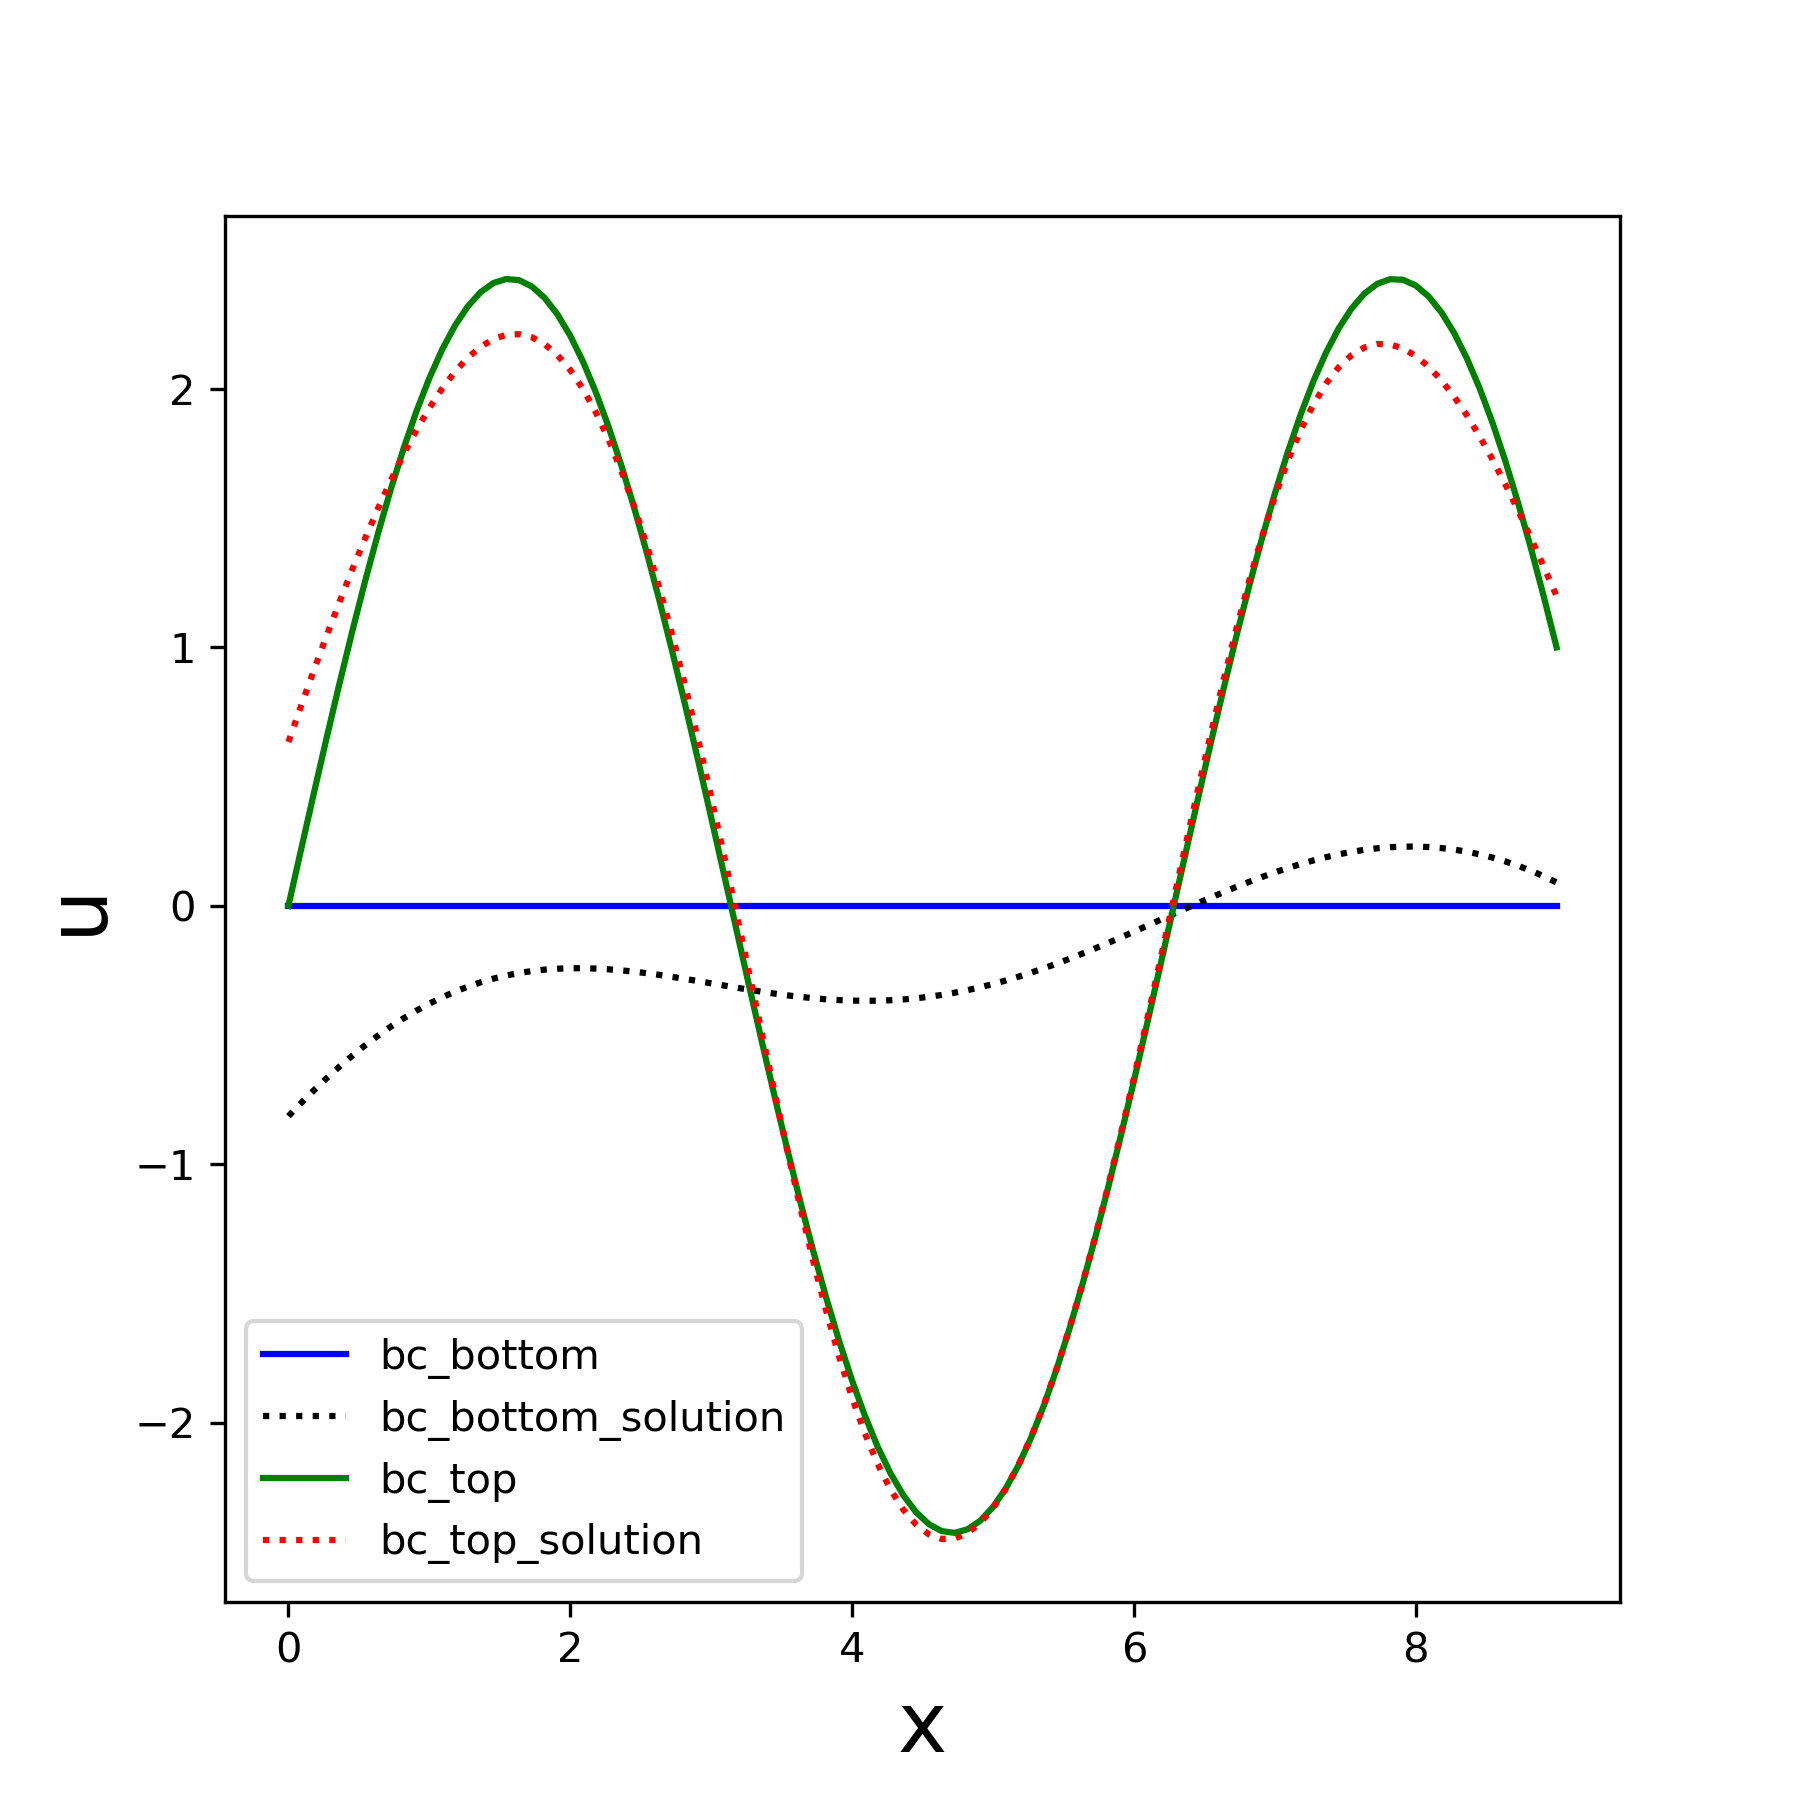 2
1
0
−1
−2
u
bc_bottom
bc_bottom_solution
bc_top
bc_top_solution
0 2 4 6 8
x